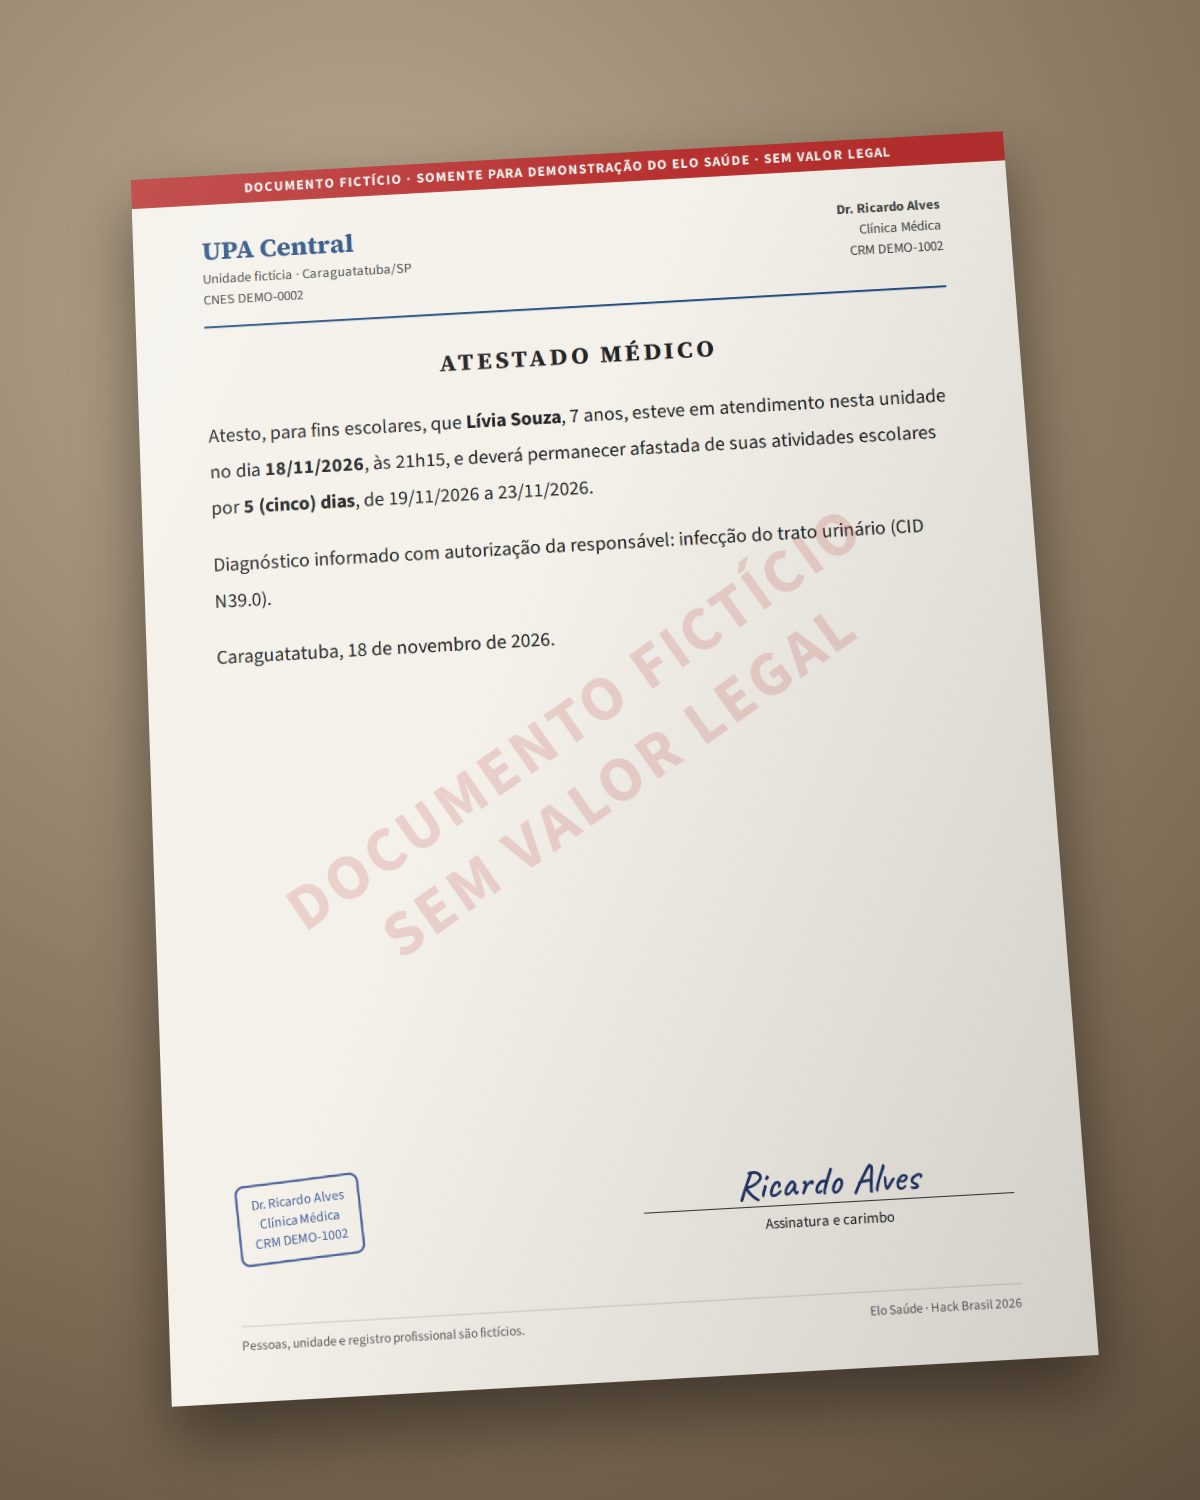 DOCUMENTO FICTÍCIO · SOMENTE PARA DEMONSTRAÇÃO DO ELO SAÚDE · SEM VALOR LEGAL
UPA Central
Unidade fictícia · Caraguatatuba/SP
CNES DEMO-0002
Dr. Ricardo Alves
Clínica Médica
CRM DEMO-1002
ATESTADO MÉDICO
Atesto, para fins escolares, que Lívia Souza, 7 anos, esteve em atendimento nesta unidade
no dia 18/11/2026, às 21h15, e deverá permanecer afastada de suas atividades escolares
por 5 (cinco) dias, de 19/11/2026 a 23/11/2026.
Diagnóstico informado com autorização da responsável: infecção do trato urinário (CID
N39.0).
Caraguatatuba, 18 de novembro de 2026.
DOCUMENTO FICTÍCIO
SEM VALOR LEGAL
Dr. Ricardo Alves
Clínica Médica
CRM DEMO-1002
Ricardo Alves
Assinatura e carimbo
Pessoas, unidade e registro profissional são fictícios.
Elo Saúde · Hack Brasil 2026